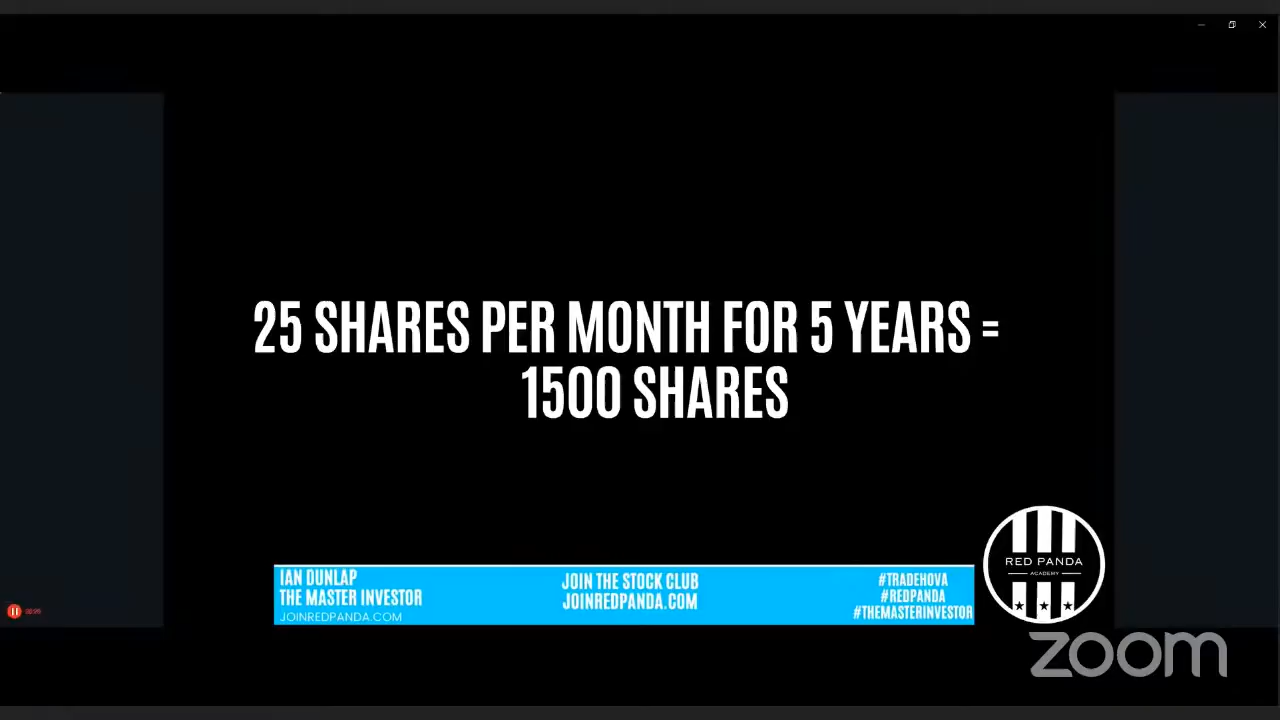 25 SHARES PER MONTH FOR 5 YEARS =
1500 SHARES
IAN DUNLAP
THE MASTER INVESTOR
JOINREDPANDA.COM
JOIN THE STOCK CLUB
JOINREDPANDA.COM
#TRADEHOVA
#REDPANDA
#THEMASTERINVESTOR
RED PANDA
ACADEMY
zoom